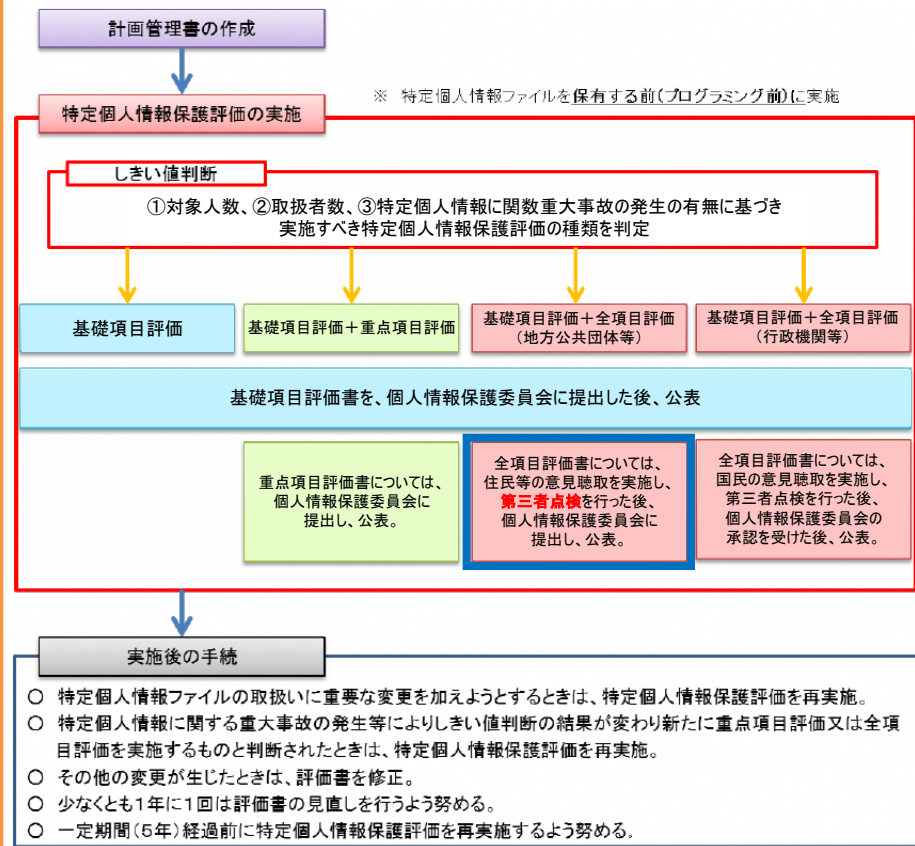 計画管理書の作成
特定個人情報保護評価の実施
※ 特定個人情報ファイルを保有する前(プログラミング前)に実施
しきい値判断
①対象人数、②取扱者数、③特定個人情報に関数重大事故の発生の有無に基づき
実施すべき特定個人情報保護評価の種類を判定
基礎項目評価
基礎項目評価+重点項目評価
基礎項目評価+全項目評価
(地方公共団体等)
基礎項目評価+全項目評価
(行政機関等)
基礎項目評価書を、個人情報保護委員会に提出した後、公表
重点項目評価書については、
個人情報保護委員会に
提出し、公表。
全項目評価書については、
住民等の意見聴取を実施し、
第三者点検を行った後、
個人情報保護委員会に
提出し、公表。
全項目評価書については、
国民の意見聴取を実施し、
第三者点検を行った後、
個人情報保護委員会の
承認を受けた後、公表。
実施後の手続
○ 特定個人情報ファイルの取扱いに重要な変更を加えようとするときは、特定個人情報保護評価を再実施。
○ 特定個人情報に関する重大事故の発生等によりしきい値判断の結果が変わり新たに重点項目評価又は全項
目評価を実施するものと判断されたときは、特定個人情報保護評価を再実施。
○ その他の変更が生じたときは、評価書を修正。
○ 少なくとも1年に1回は評価書の見直しを行うよう努める。
○ 一定期間(5年)経過前に特定個人情報保護評価を再実施するよう努める。